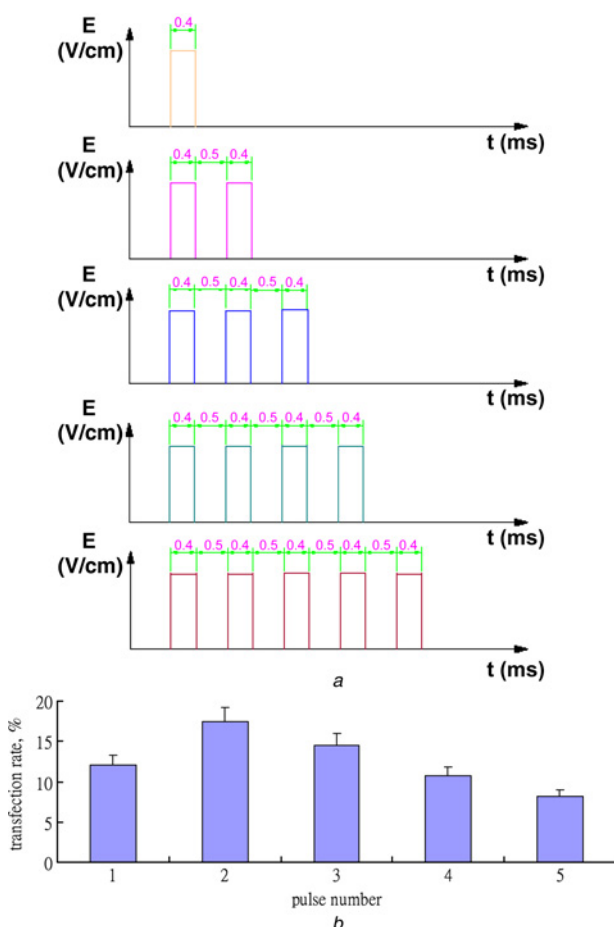 0.4
E
(V/cm)
t (ms)
E
(V/cm)
0.4 0.5 0.4
t (ms)
E
(V/cm)
0.4 0.5 0.4 0.5 0.4
t (ms)
E
(V/cm)
0.4 0.5 0.4 0.5 0.4 0.5 0.4
t (ms)
E
(V/cm)
0.4 0.5 0.4 0.5 0.4 0.5 0.4 0.5 0.4
t (ms)
a
transfection rate, %
20
15
10
5
0
1 2 3 4 5
pulse number
b